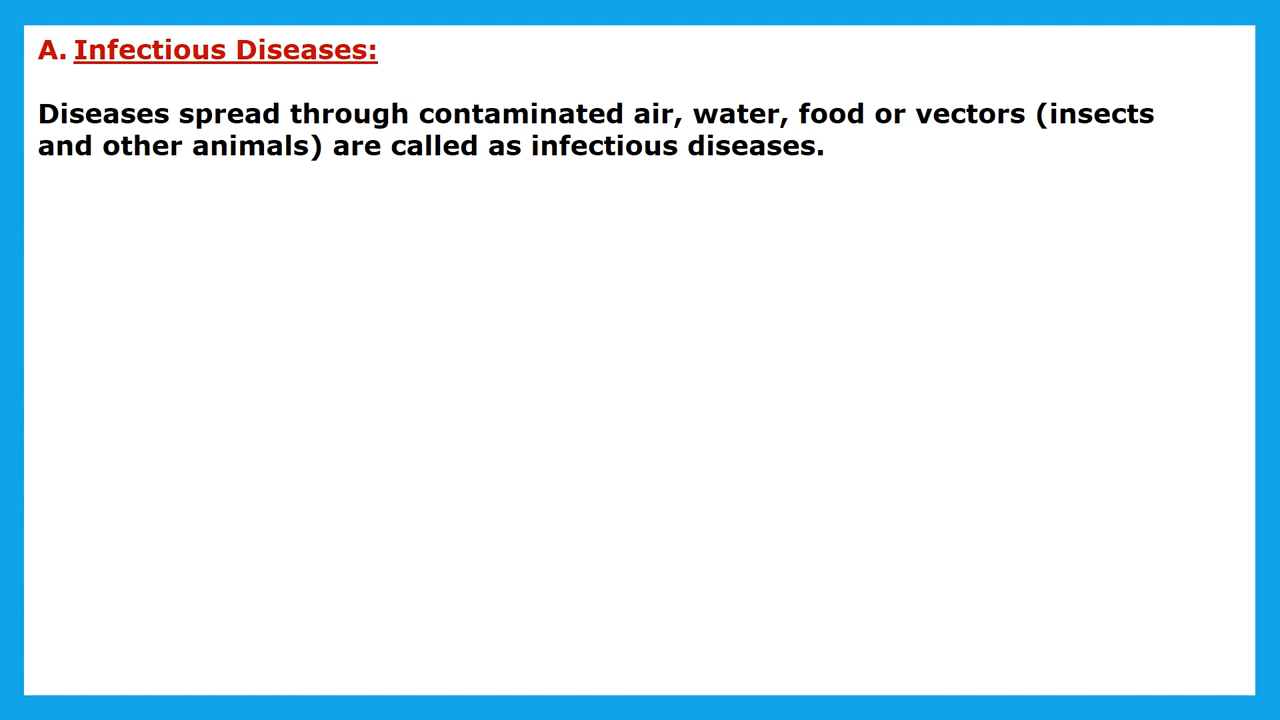 A. Infectious Diseases:
Diseases spread through contaminated air, water, food or vectors (insects
and other animals) are called as infectious diseases.